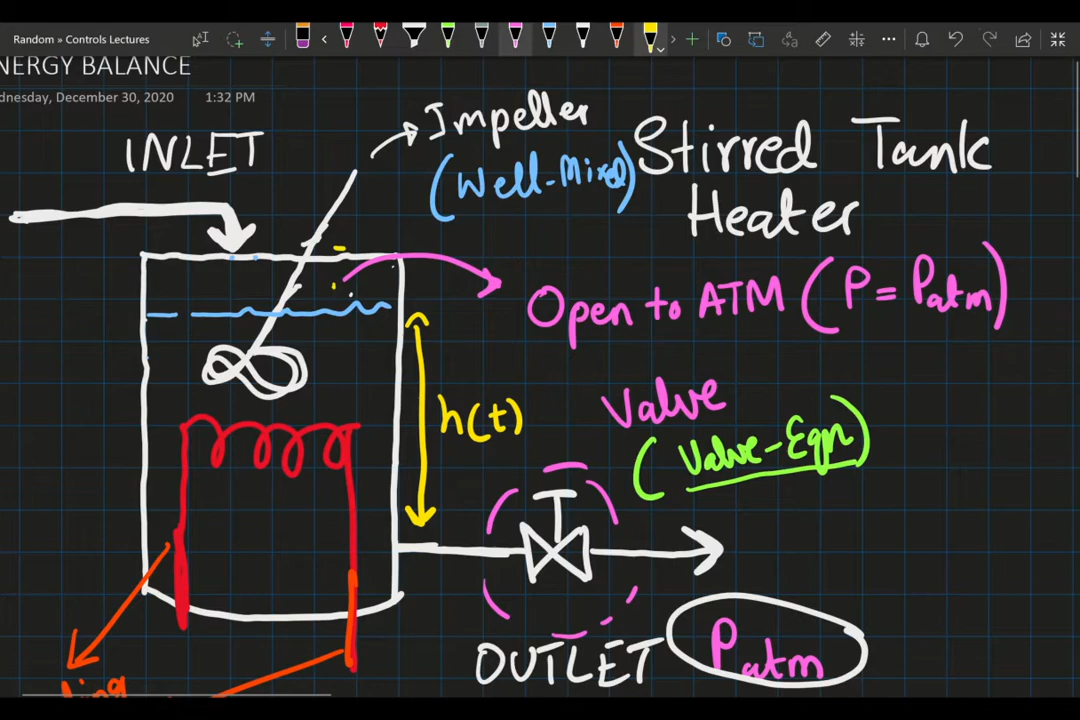 Random » Controls Lectures
NERGY BALANCE
dnesday, December 30, 2020 1:32 PM
INLET
Impeller
(Well-Mixed)
Stirred Tank
Heater
Open to ATM (P = Patm)
h(t)
Valve
(Valve-Eqn)
OUTLET
Patm